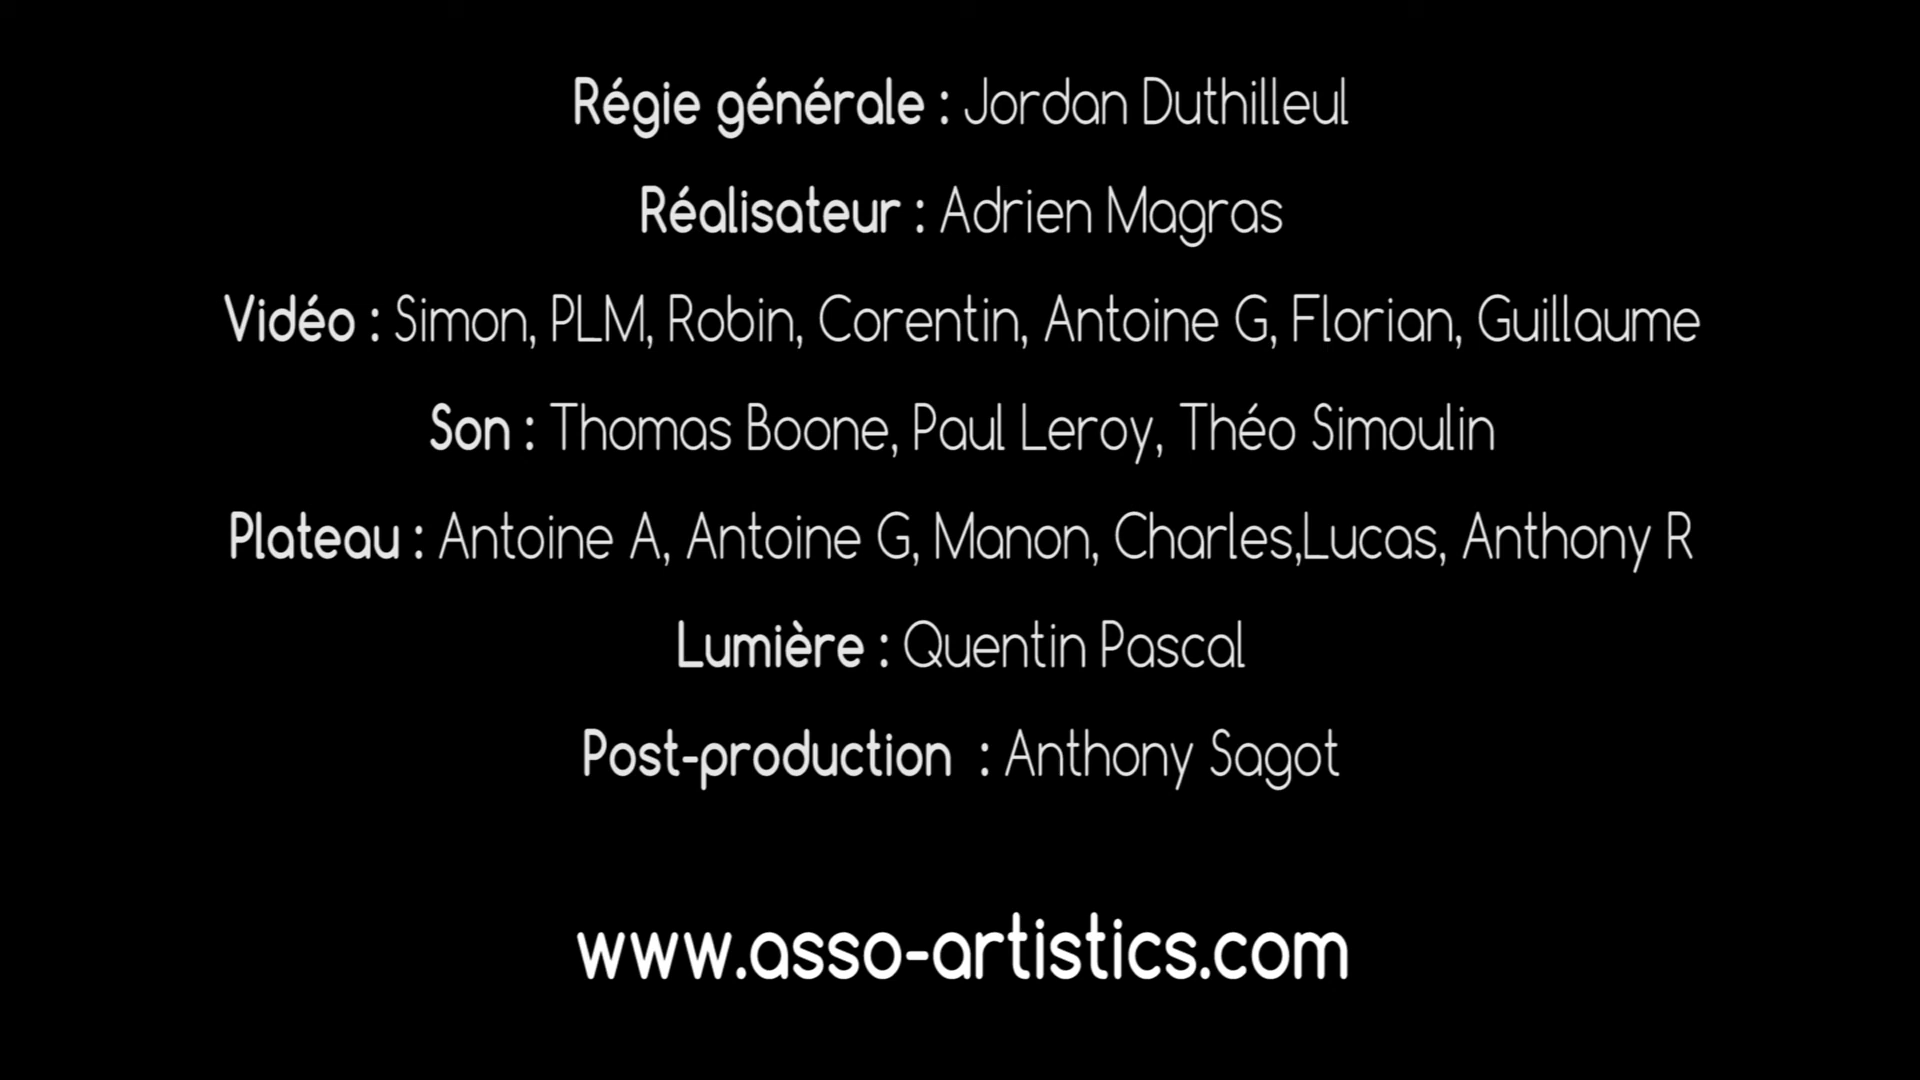 Régie générale : Jordan Duthilleul
Réalisateur : Adrien Magras
Vidéo : Simon, PLM, Robin, Corentin, Antoine G, Florian, Guillaume
Son : Thomas Boone, Paul Leroy, Théo Simoulin
Plateau : Antoine A, Antoine G, Manon, Charles,Lucas, Anthony R
Lumière : Quentin Pascal
Post-production  : Anthony Sagot
www.asso-artistics.com